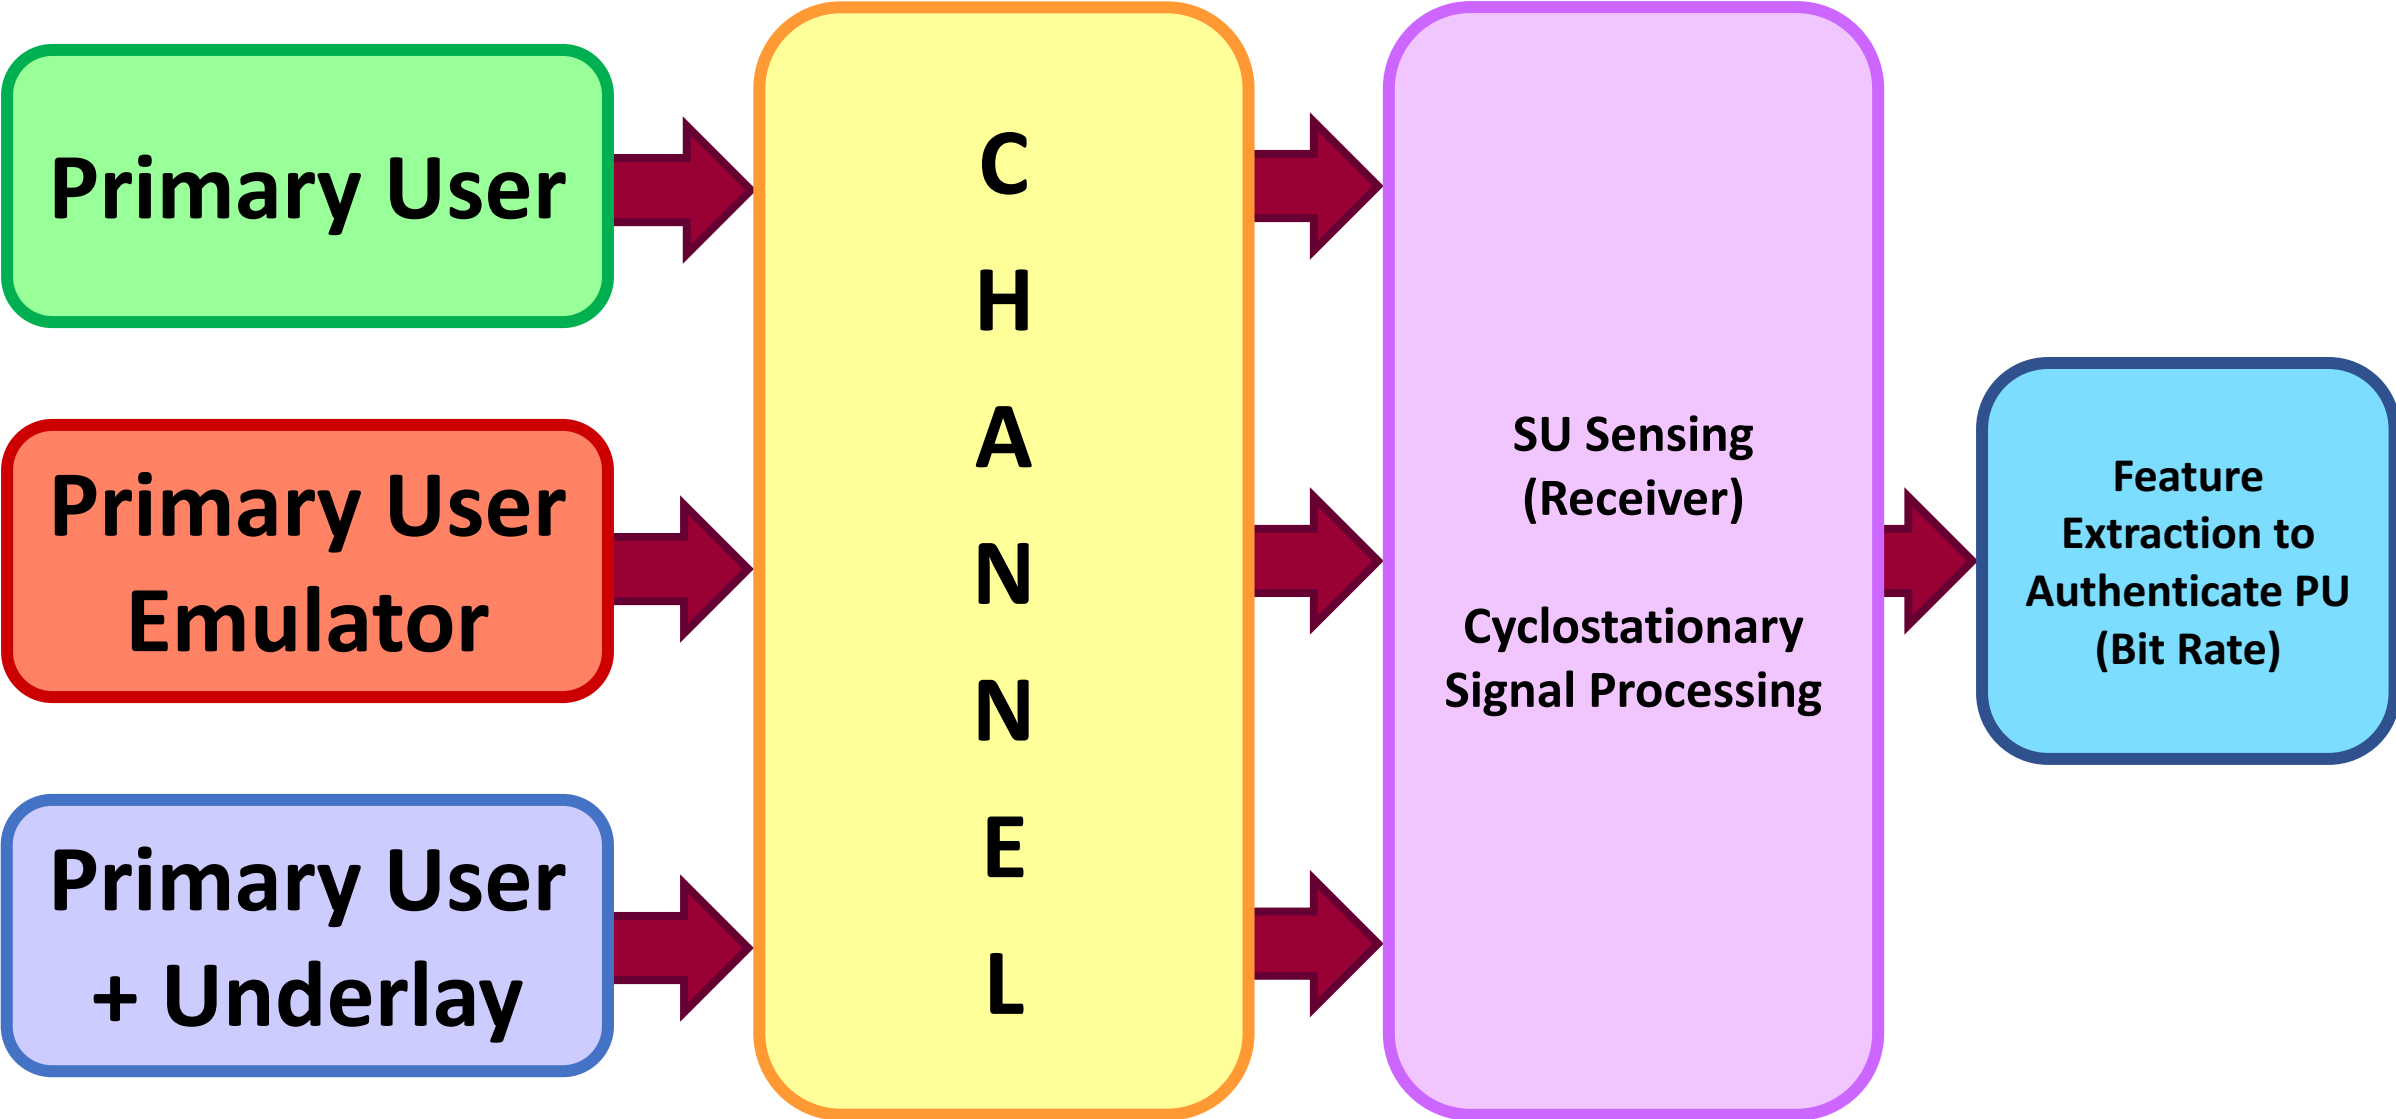 Primary User
Primary User
Emulator
Primary User
+ Underlay
C
H
A
N
N
E
L
SU Sensing
(Receiver)
Cyclostationary
Signal Processing
Feature
Extraction to
Authenticate PU
(Bit Rate)